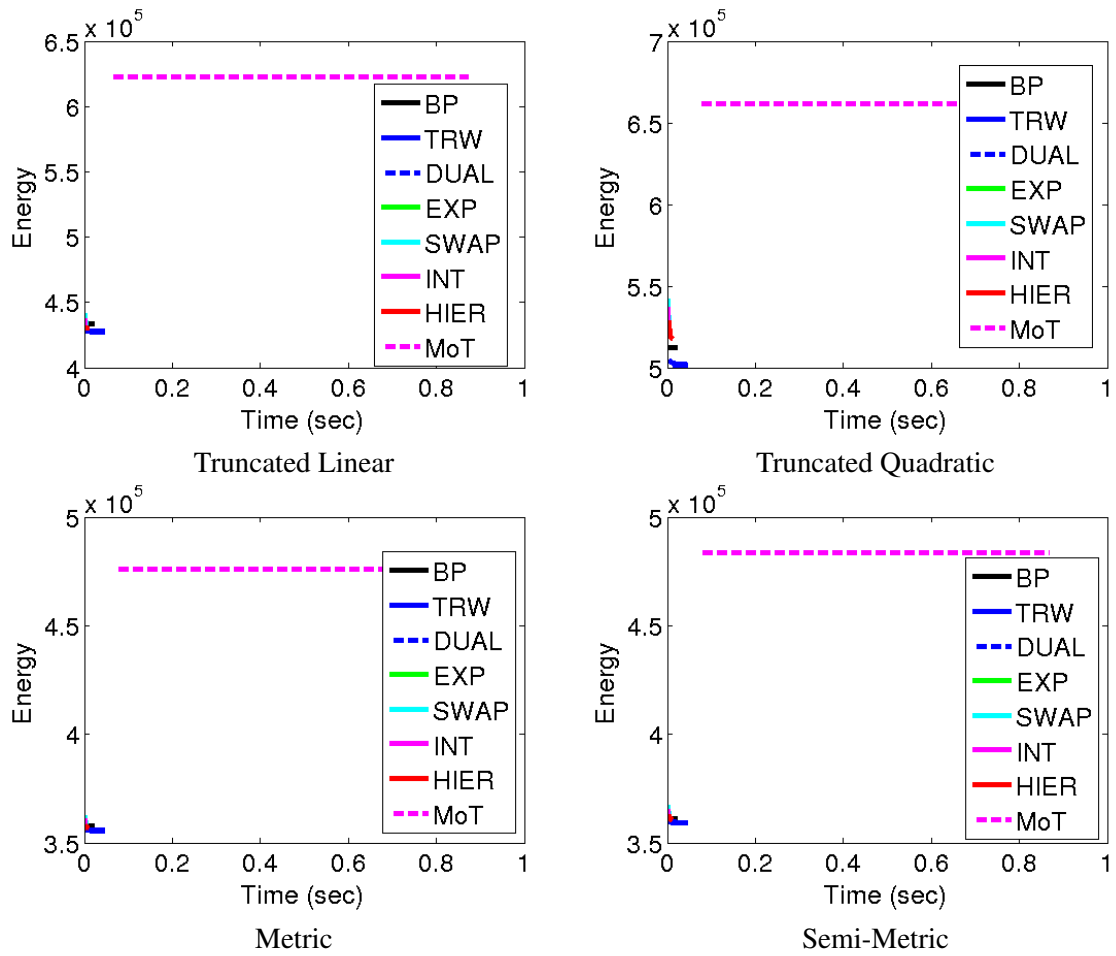 x 10^5
6.5
6
5.5
5
4.5
4
Energy
0 0.2 0.4 0.6 0.8 1
Time (sec)
BP
TRW
DUAL
EXP
SWAP
INT
HIER
MoT
Truncated Linear
x 10^5
7
6.5
6
5.5
5
Energy
0 0.2 0.4 0.6 0.8 1
Time (sec)
BP
TRW
DUAL
EXP
SWAP
INT
HIER
MoT
Truncated Quadratic
x 10^5
5
4.5
4
3.5
Energy
0 0.2 0.4 0.6 0.8 1
Time (sec)
BP
TRW
DUAL
EXP
SWAP
INT
HIER
MoT
Metric
x 10^5
5
4.5
4
3.5
Energy
0 0.2 0.4 0.6 0.8 1
Time (sec)
BP
TRW
DUAL
EXP
SWAP
INT
HIER
MoT
Semi-Metric